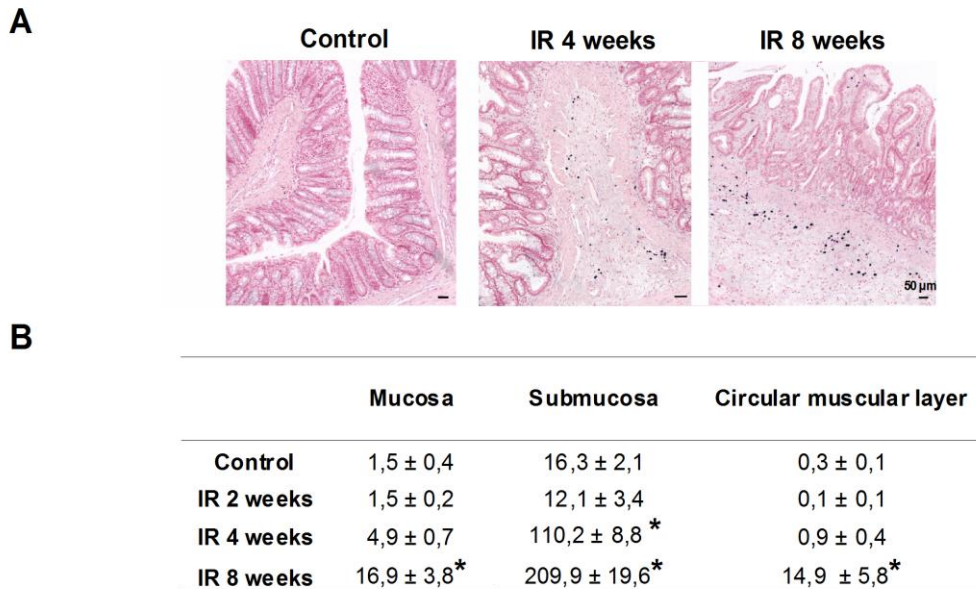 A
Control IR 4 weeks IR 8 weeks
50 µm
B
Mucosa Submucosa Circular muscular layer
Control 1,5 ± 0,4 16,3 ± 2,1 0,3 ± 0,1
IR 2 weeks 1,5 ± 0,2 12,1 ± 3,4 0,1 ± 0,1
IR 4 weeks 4,9 ± 0,7 110,2 ± 8,8 * 0,9 ± 0,4
IR 8 weeks 16,9 ± 3,8* 209,9 ± 19,6* 14,9 ± 5,8*